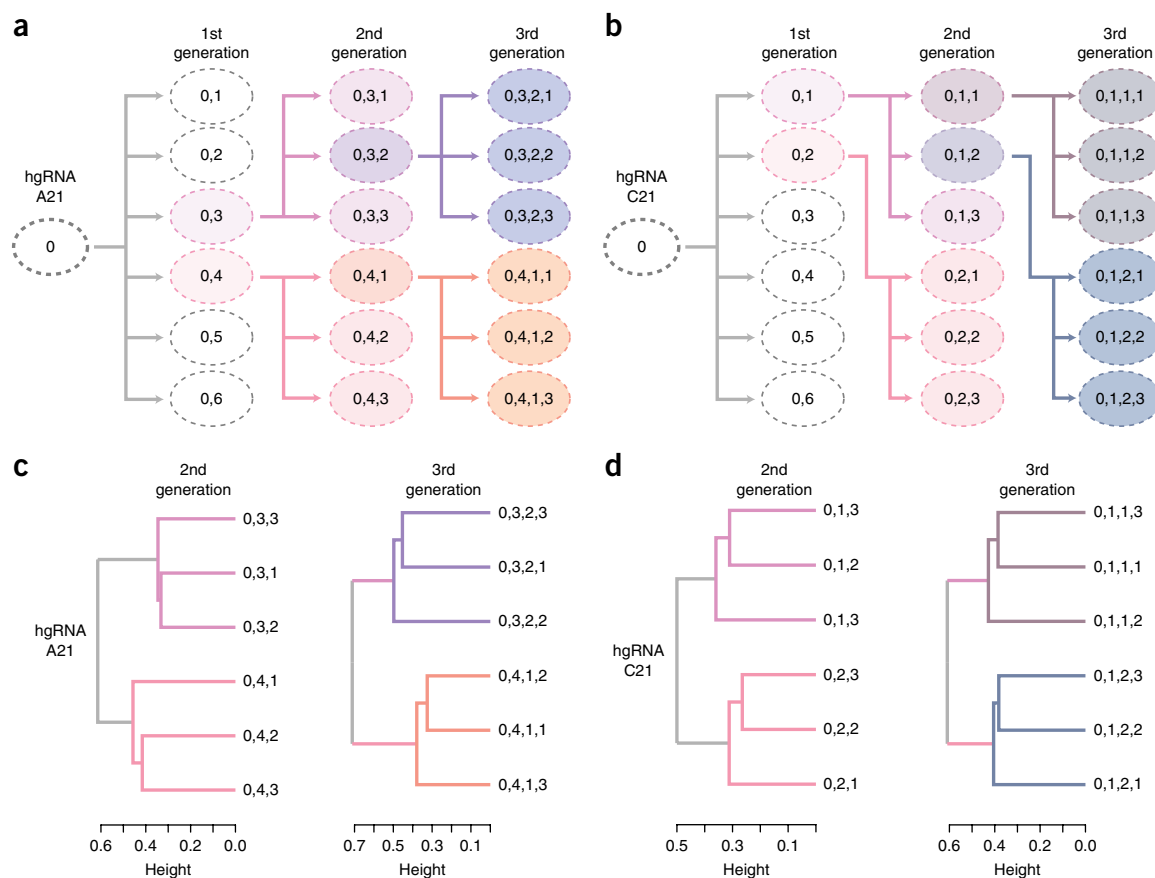 a
1st
generation
2nd
generation
3rd
generation
hgRNA
A21
0
0,1
0,2
0,3
0,4
0,5
0,6
0,3,1
0,3,2
0,3,3
0,4,1
0,4,2
0,4,3
0,3,2,1
0,3,2,2
0,3,2,3
0,4,1,1
0,4,1,2
0,4,1,3
b
1st
generation
2nd
generation
3rd
generation
hgRNA
C21
0
0,1
0,2
0,3
0,4
0,5
0,6
0,1,1
0,1,2
0,1,3
0,2,1
0,2,2
0,2,3
0,1,1,1
0,1,1,2
0,1,1,3
0,1,2,1
0,1,2,2
0,1,2,3
c
2nd
generation
hgRNA
A21
0,3,3
0,3,1
0,3,2
0,4,1
0,4,2
0,4,3
0.6 0.4 0.2 0.0
Height
3rd
generation
0,3,2,3
0,3,2,1
0,3,2,2
0,4,1,2
0,4,1,1
0,4,1,3
0.7 0.5 0.3 0.1
Height
d
2nd
generation
hgRNA
C21
0,1,3
0,1,2
0,1,3
0,2,3
0,2,2
0,2,1
0.5 0.3 0.1
Height
3rd
generation
0,1,1,3
0,1,1,1
0,1,1,2
0,1,2,3
0,1,2,2
0,1,2,1
0.6 0.4 0.2 0.0
Height